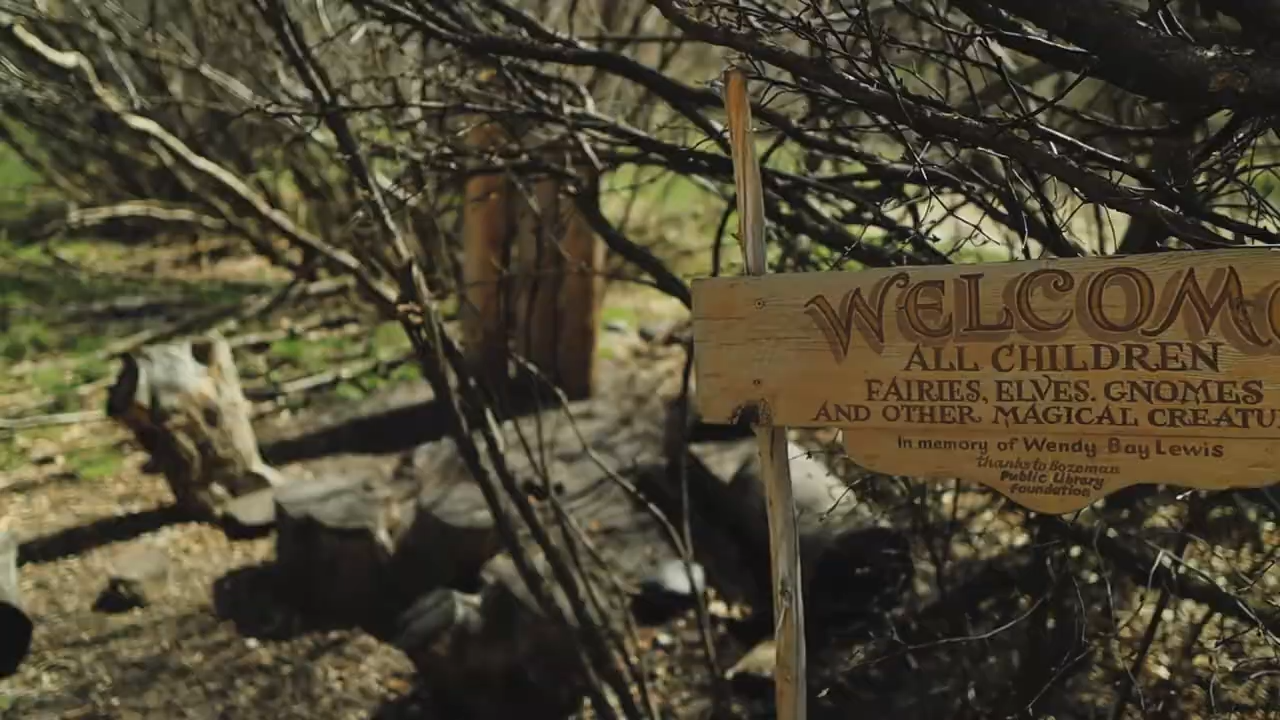 WELCOM
ALL CHILDREN
FAIRIES, ELVES. GNOMES
AND OTHER MAGICAL CREATU
In memory of Wendy Bay Lewis
thanks to Bozeman
Public Library
Foundation